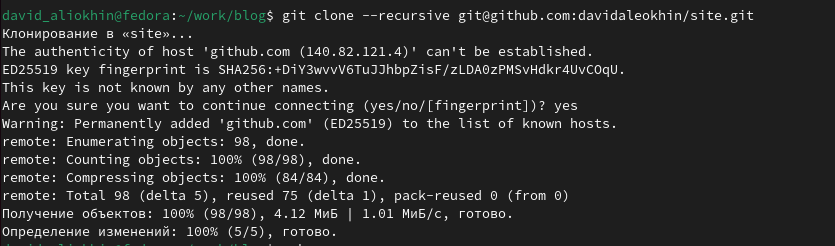 david_aliokhin@fedora:~/work/blog$ git clone --recursive git@github.com:davidaleokhin/site.git
Клонирование в «site»...
The authenticity of host 'github.com (140.82.121.4)' can't be established.
ED25519 key fingerprint is SHA256:+DiY3wvvV6TuJJhbpZisF/zLDA0zPMSvHdkr4UvCOqU.
This key is not known by any other names.
Are you sure you want to continue connecting (yes/no/[fingerprint])? yes
Warning: Permanently added 'github.com' (ED25519) to the list of known hosts.
remote: Enumerating objects: 98, done.
remote: Counting objects: 100% (98/98), done.
remote: Compressing objects: 100% (84/84), done.
remote: Total 98 (delta 5), reused 75 (delta 1), pack-reused 0 (from 0)
Получение объектов: 100% (98/98), 4.12 МиБ | 1.01 МиБ/с, готово.
Определение изменений: 100% (5/5), готово.